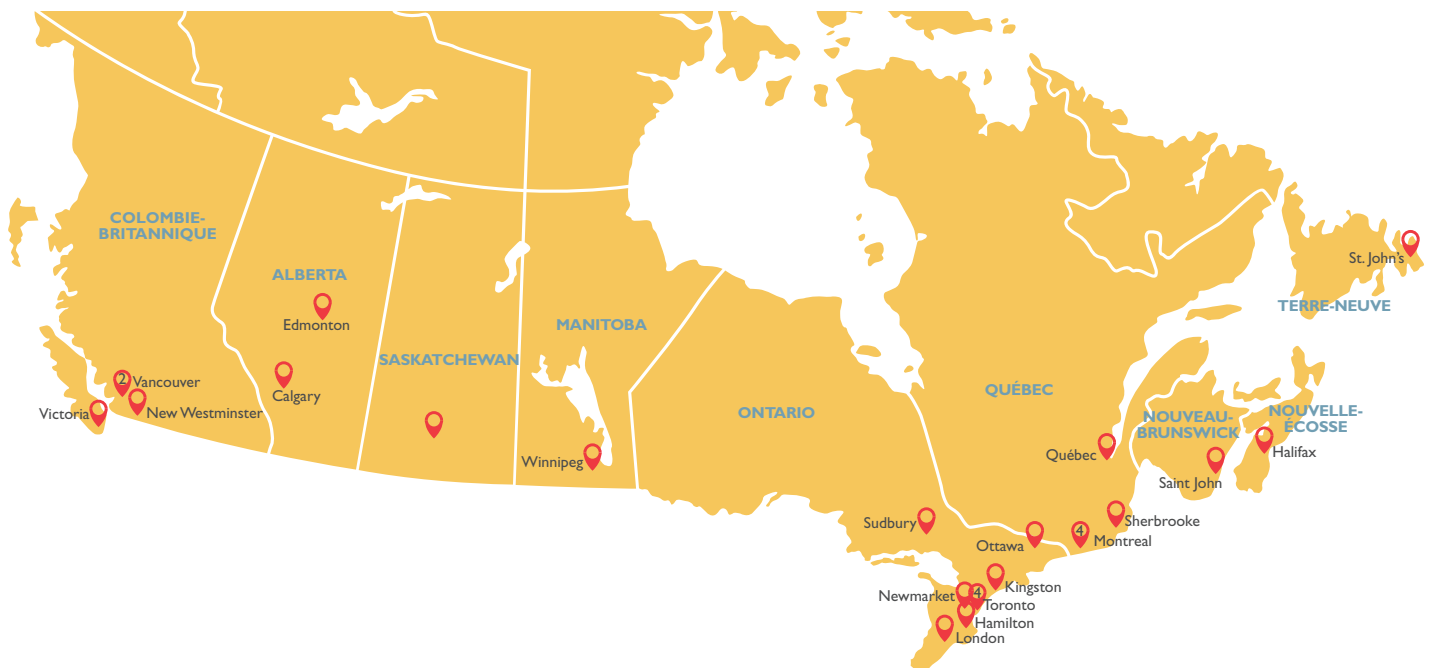 COLOMBIE-
BRITANNIQUE
ALBERTA
Edmonton
SASKATCHEWAN
MANITOBA
ONTARIO
QUÉBEC
TERRE-NEUVE
St. John's
NOUVEAU-
BRUNSWICK
NOUVELLE-
ÉCOSSE
2 Vancouver
New Westminster
Victoria
Calgary
Winnipeg
Québec
Halifax
Saint John
Sudbury
Sherbrooke
Ottawa
4
Montreal
Kingston
Newmarket
4
Toronto
Hamilton
London